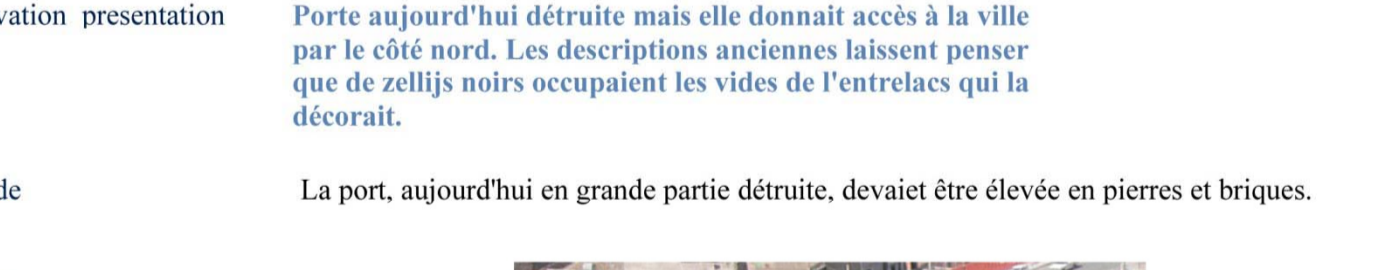 vation presentation Porte aujourd'hui détruite mais elle donnait accès à la ville
par le côté nord. Les descriptions anciennes laissent penser
que de zellijs noirs occupaient les vides de l'entrelacs qui la
décorait.
de La port, aujourd'hui en grande partie détruite, devaiet être élevée en pierres et briques.